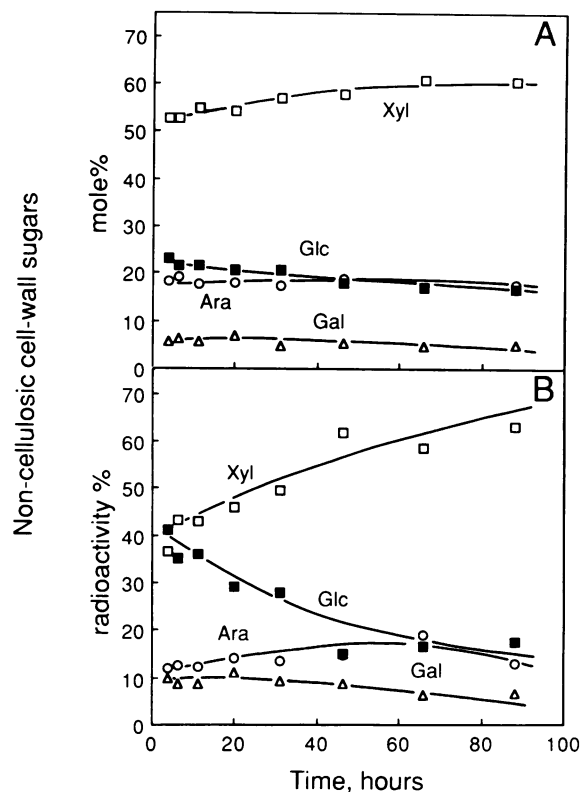 Non-cellulosic cell-wall sugars
mole%
A
70
60
50
40
30
20
10
0
Xyl
Glc
Ara
Gal
radioactivity %
B
70
60
50
40
30
20
10
0
Xyl
Glc
Ara
Gal
0 20 40 60 80 100
Time, hours